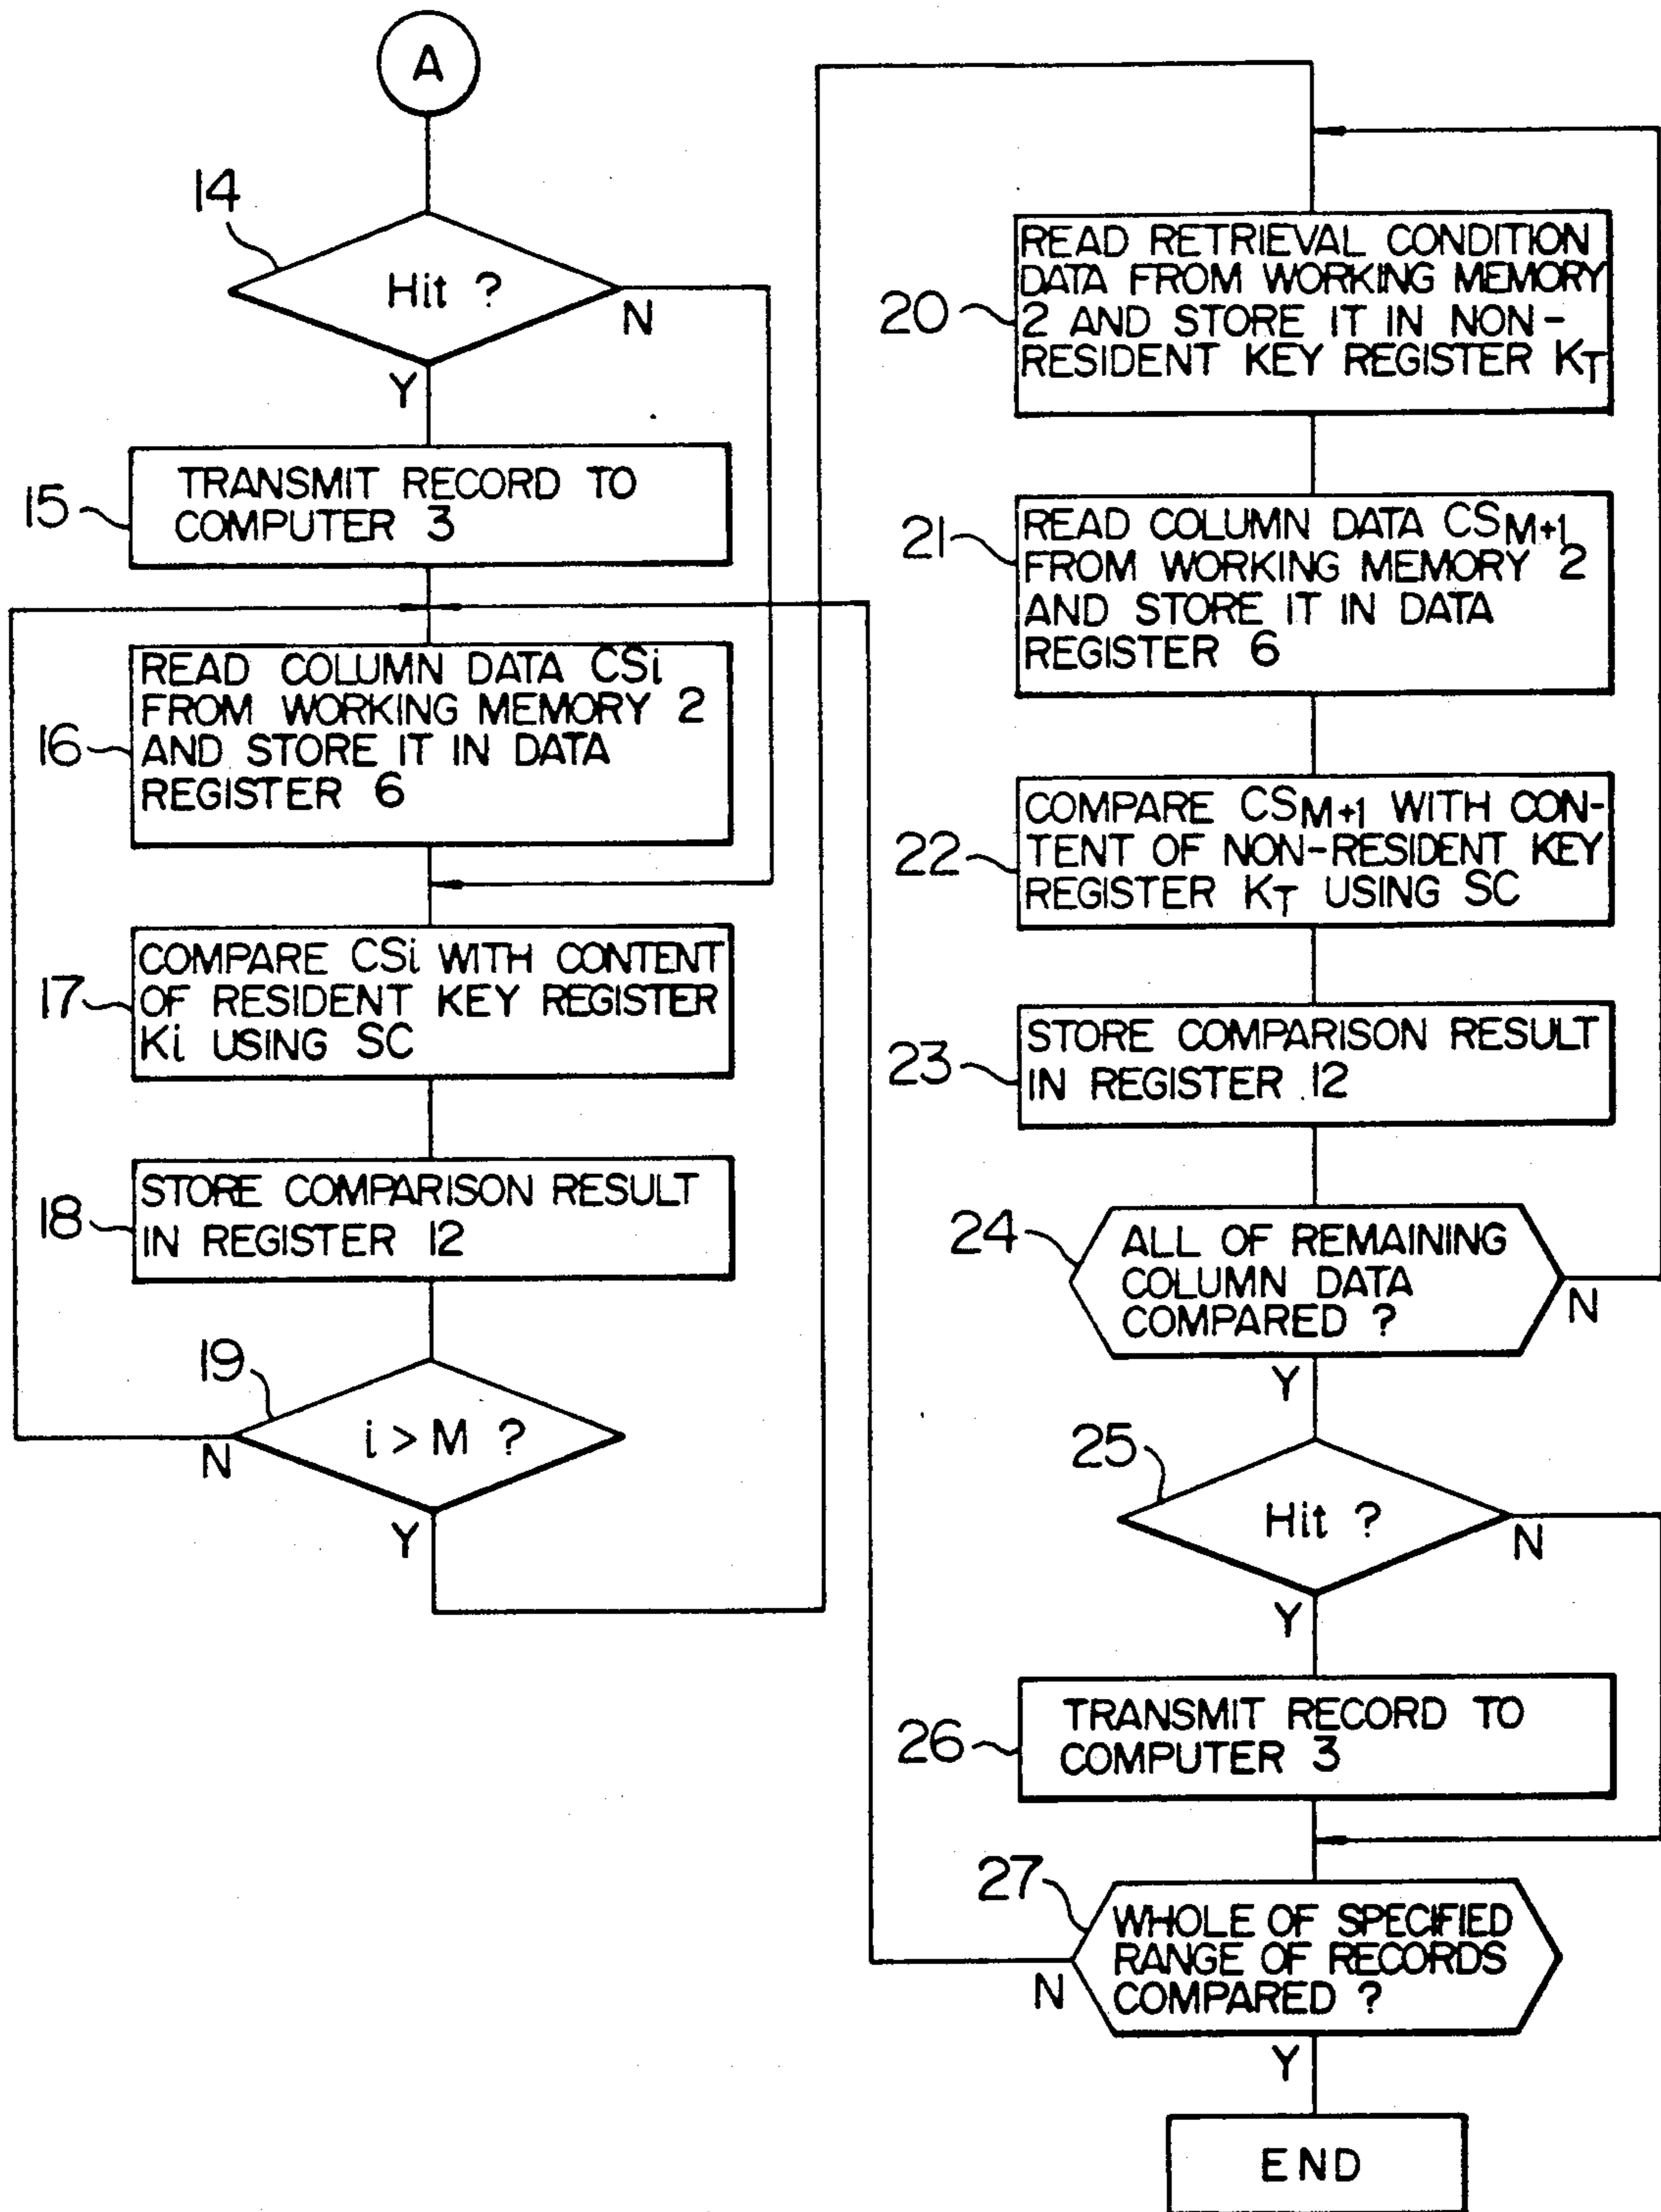 A
14
Hit ?
N
Y
15
TRANSMIT RECORD TO
COMPUTER 3
16
READ COLUMN DATA CSi
FROM WORKING MEMORY 2
AND STORE IT IN DATA
REGISTER 6
17
COMPARE CSi WITH CONTENT
OF RESIDENT KEY REGISTER
Ki USING SC
18
STORE COMPARISON RESULT
IN REGISTER 12
19
i > M ?
N
Y
20
READ RETRIEVAL CONDITION
DATA FROM WORKING MEMORY
2 AND STORE IT IN NON-
RESIDENT KEY REGISTER KT
21
READ COLUMN DATA CSM+1
FROM WORKING MEMORY 2
AND STORE IT IN DATA
REGISTER 6
22
COMPARE CSM+1 WITH CON-
TENT OF NON-RESIDENT KEY
REGISTER KT USING SC
23
STORE COMPARISON RESULT
IN REGISTER 12
24
ALL OF REMAINING
COLUMN DATA
COMPARED ?
N
Y
25
Hit ?
N
Y
26
TRANSMIT RECORD TO
COMPUTER 3
27
WHOLE OF SPECIFIED
RANGE OF RECORDS
COMPARED ?
N
Y
END